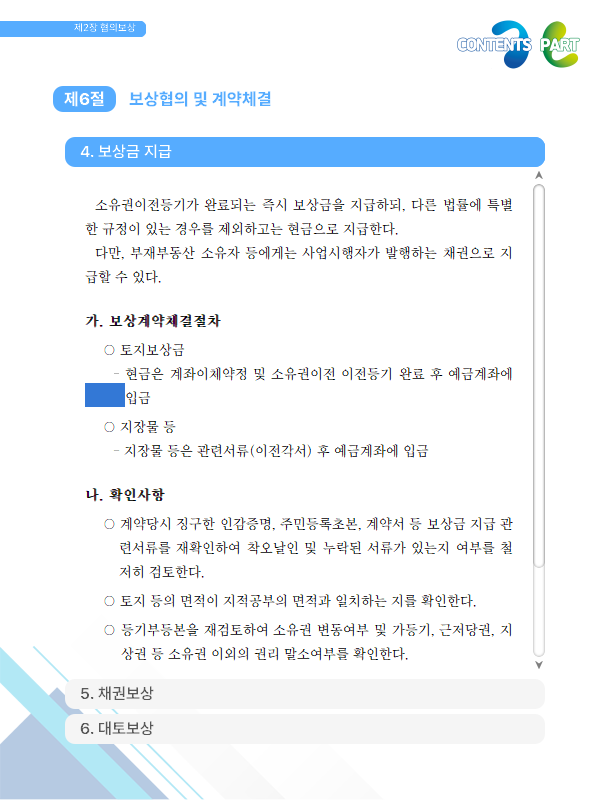 제2장 협의보상
CONTENTS PART
제6절 보상협의 및 계약체결
4. 보상금 지급
소유권이전등기가 완료되는 즉시 보상금을 지급하되, 다른 법률에 특별
한 규정이 있는 경우를 제외하고는 현금으로 지급한다.
다만, 부재부동산 소유자 등에게는 사업시행자가 발행하는 채권으로 지
급할 수 있다.
가. 보상계약체결절차
○ 토지보상금
- 현금은 계좌이체약정 및 소유권이전 이전등기 완료 후 예금계좌에
입금
○ 지장물 등
- 지장물 등은 관련서류(이전각서) 후 예금계좌에 입금
나. 확인사항
○ 계약당시 징구한 인감증명, 주민등록초본, 계약서 등 보상금 지급 관
련서류를 재확인하여 착오날인 및 누락된 서류가 있는지 여부를 철
저히 검토한다.
○ 토지 등의 면적이 지적공부의 면적과 일치하는 지를 확인한다.
○ 등기부등본을 재검토하여 소유권 변동여부 및 가등기, 근저당권, 지
상권 등 소유권 이외의 권리 말소여부를 확인한다.
5. 채권보상
6. 대토보상